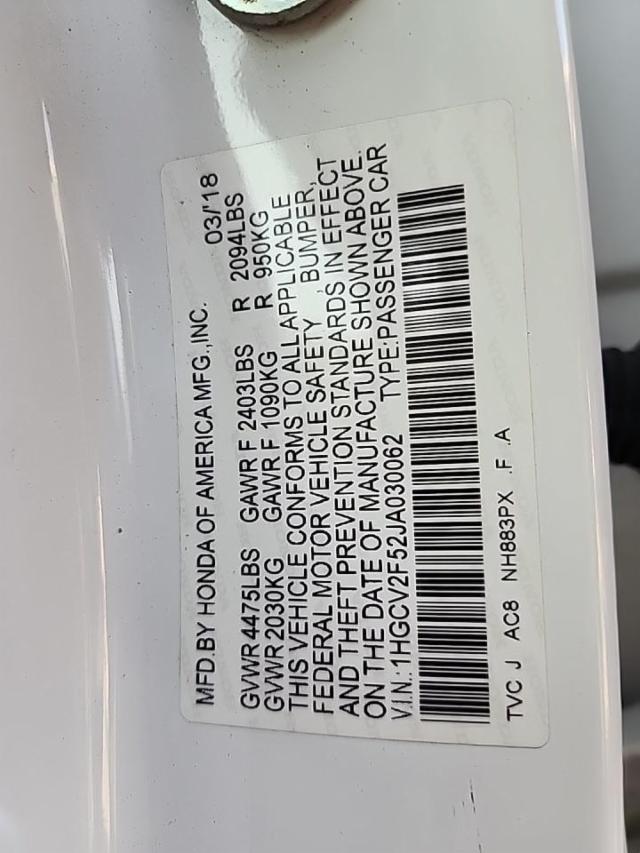 MFD.BY HONDA OF AMERICA MFG.,INC. 03/'18
GVWR 4475LBS GAWR F 2403LBS R 2094LBS
GVWR 2030KG GAWR F 1090KG R 950KG
THIS VEHICLE CONFORMS TO ALL APPLICABLE
FEDERAL MOTOR VEHICLE SAFETY , BUMPER,
AND THEFT PREVENTION STANDARDS IN EFFECT
ON THE DATE OF MANUFACTURE SHOWN ABOVE.
V.I.N.:1HGCV2F52JA030062 TYPE:PASSENGER CAR
TVC J AC8 NH883PX .F .A